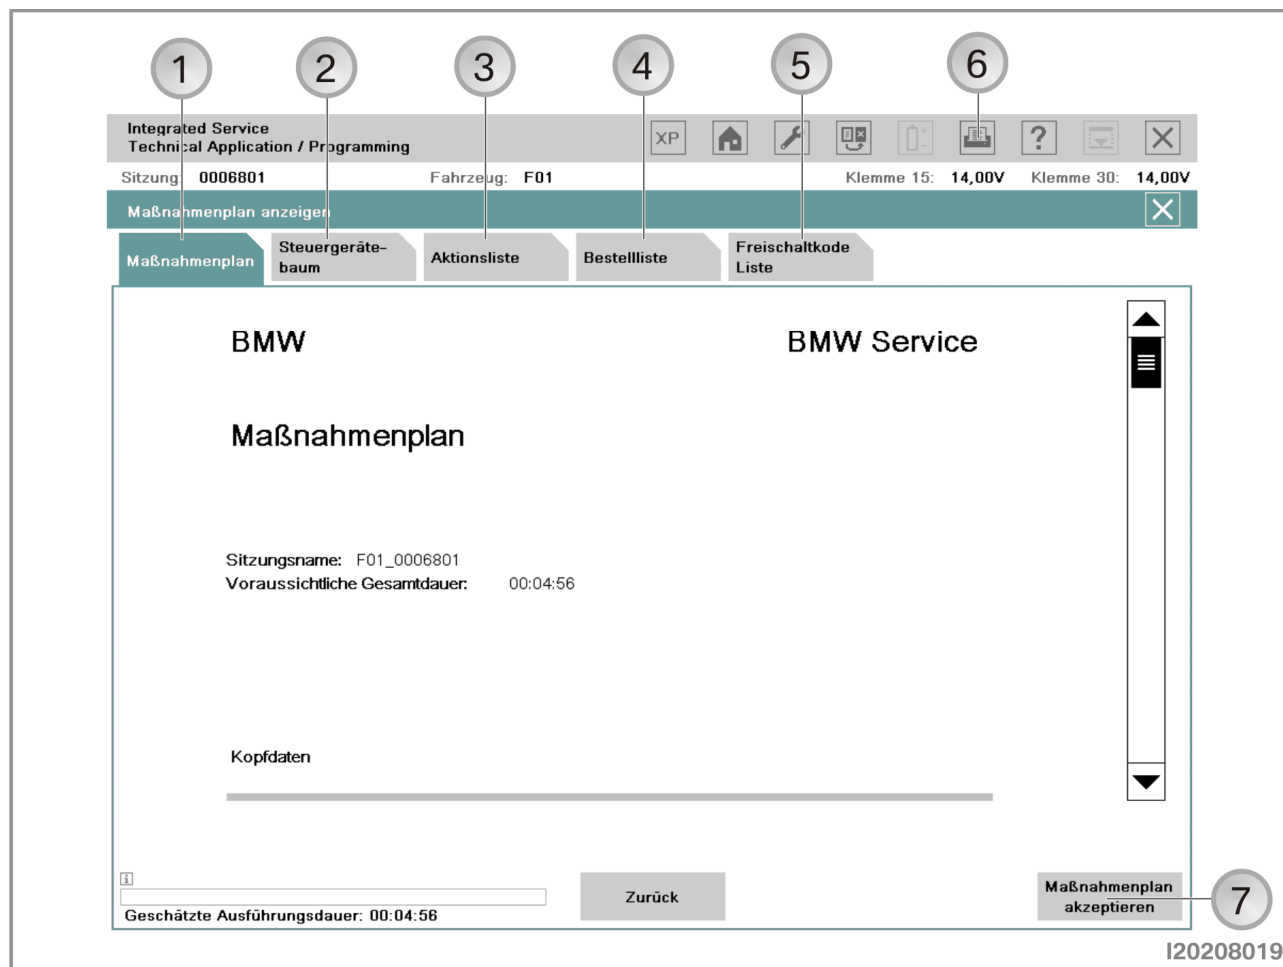 1 2 3 4 5 6
Integrated Service
Technical Application / Programming
XP
?
Sitzung: 0006801 Fahrzeug: F01 Klemme 15: 14,00V Klemme 30: 14,00V
Maßnahmenplan anzeigen
Maßnahmenplan
Steuergeräte-
baum
Aktionsliste
Bestellliste
Freischaltkode
Liste
BMW BMW Service
Maßnahmenplan
Sitzungsname: F01_0006801
Voraussichtliche Gesamtdauer: 00:04:56
Kopfdaten
i
Geschätzte Ausführungsdauer: 00:04:56
Zurück
Maßnahmenplan
akzeptieren
7
I20208019